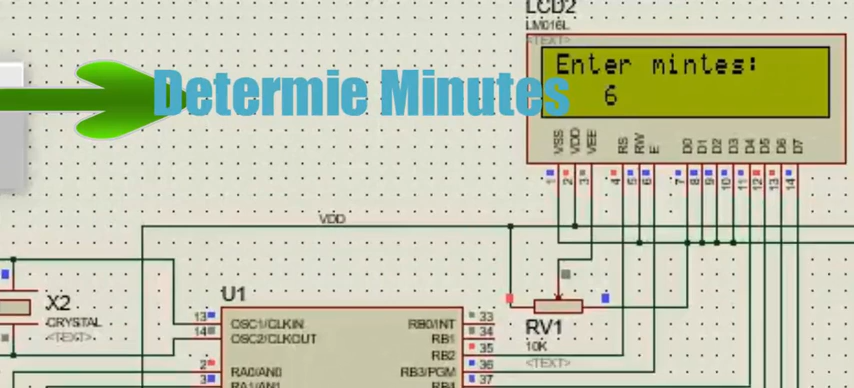 LCD2
LM016L
<TEXT>
Enter mintes:
6
Determie Minutes
VSS VDD VEE RS RW E D0 D1 D2 D3 D4 D5 D6 D7
1 2 3 4 5 6 7 8 9 10 11 12 13 14
VDD
X2
CRYSTAL
<TEXT>
U1
13 OSC1/CLKIN RB0/INT 33
14 OSC2/CLKOUT RB1 34
RB2 35
2 RA0/AN0 RB3/PGM 36
3 RA1/AN1 RB4 37
RV1
10K
<TEXT>